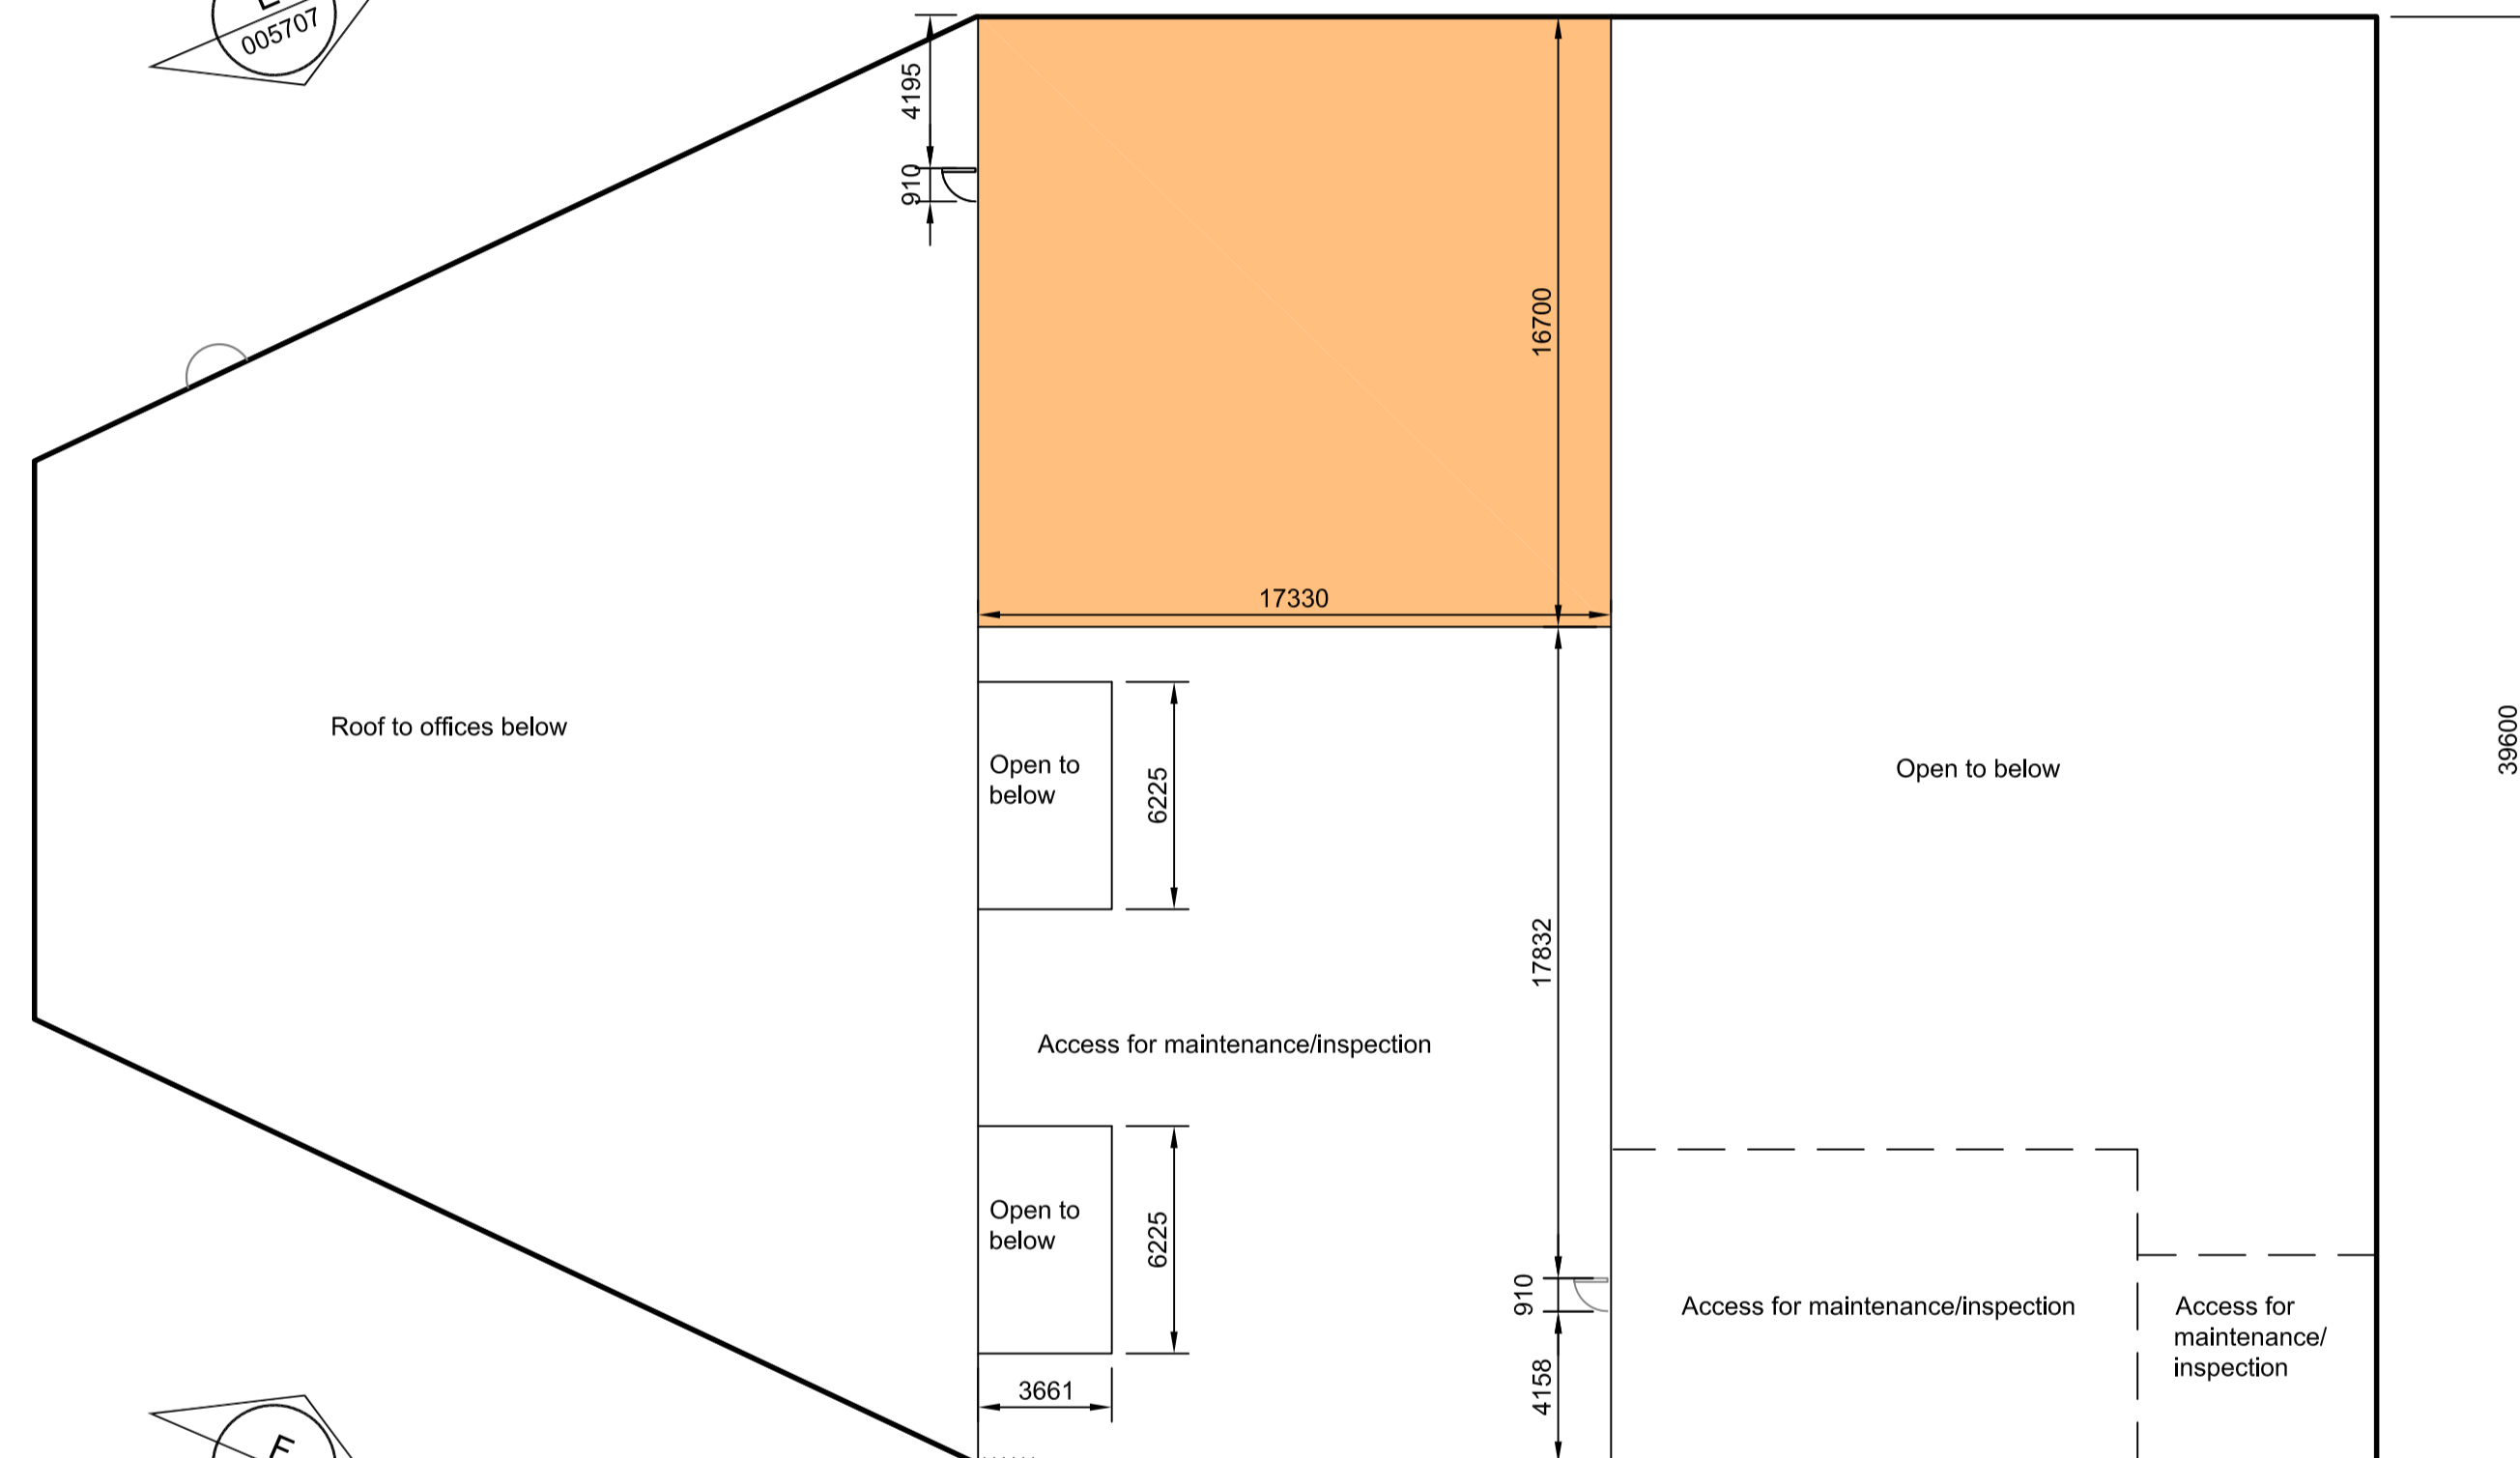 005707
4195
910
16700
17330
Roof to offices below
Open to
below
6225
Open to below
39600
17832
Access for maintenance/inspection
Open to
below
6225
910
Access for maintenance/inspection
Access for
maintenance/
inspection
3661
4158
F